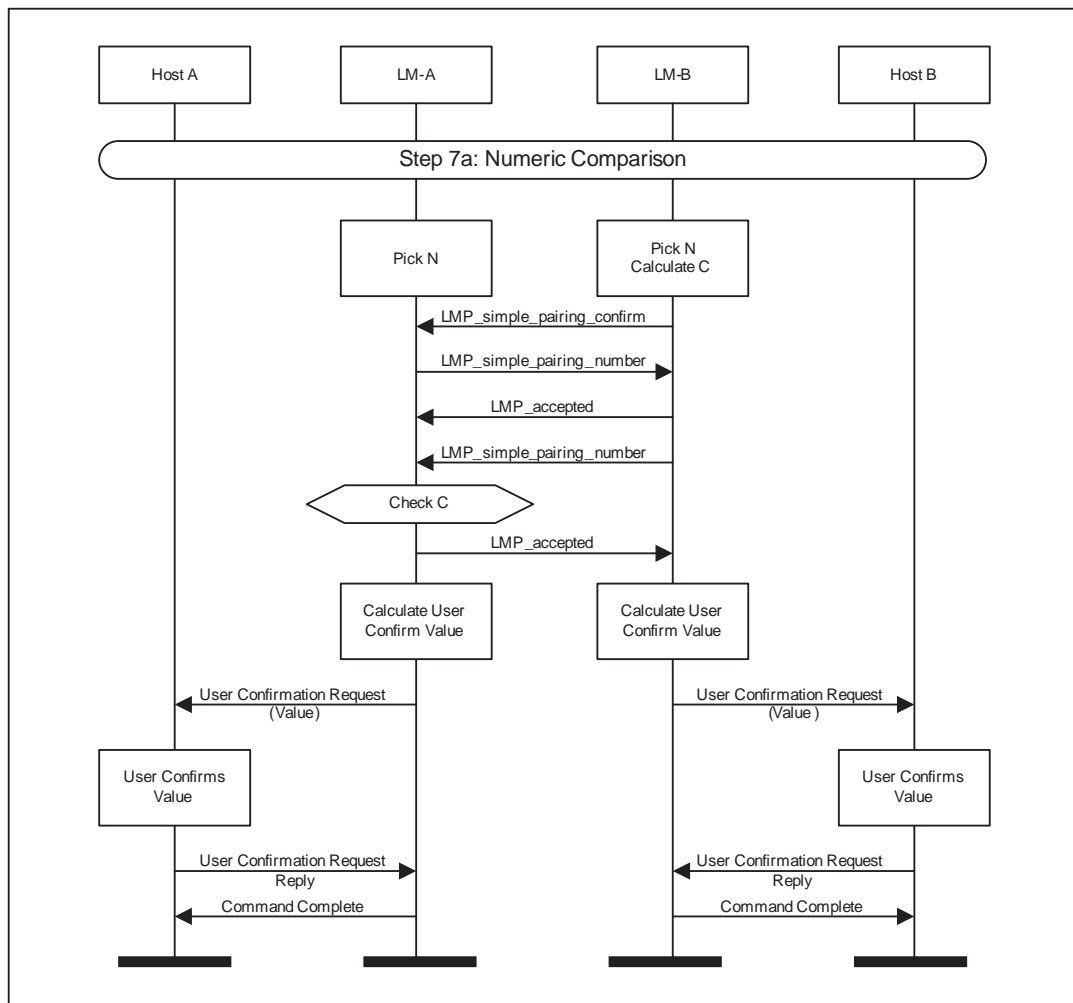 Host A
LM-A
LM-B
Host B
Step 7a: Numeric Comparison
Pick N
Pick N
Calculate C
LMP_simple_pairing_confirm
LMP_simple_pairing_number
LMP_accepted
LMP_simple_pairing_number
Check C
LMP_accepted
Calculate User
Confirm Value
Calculate User
Confirm Value
User Confirmation Request
(Value)
User Confirmation Request
(Value )
User Confirms
Value
User Confirms
Value
User Confirmation Request
Reply
User Confirmation Request
Reply
Command Complete
Command Complete